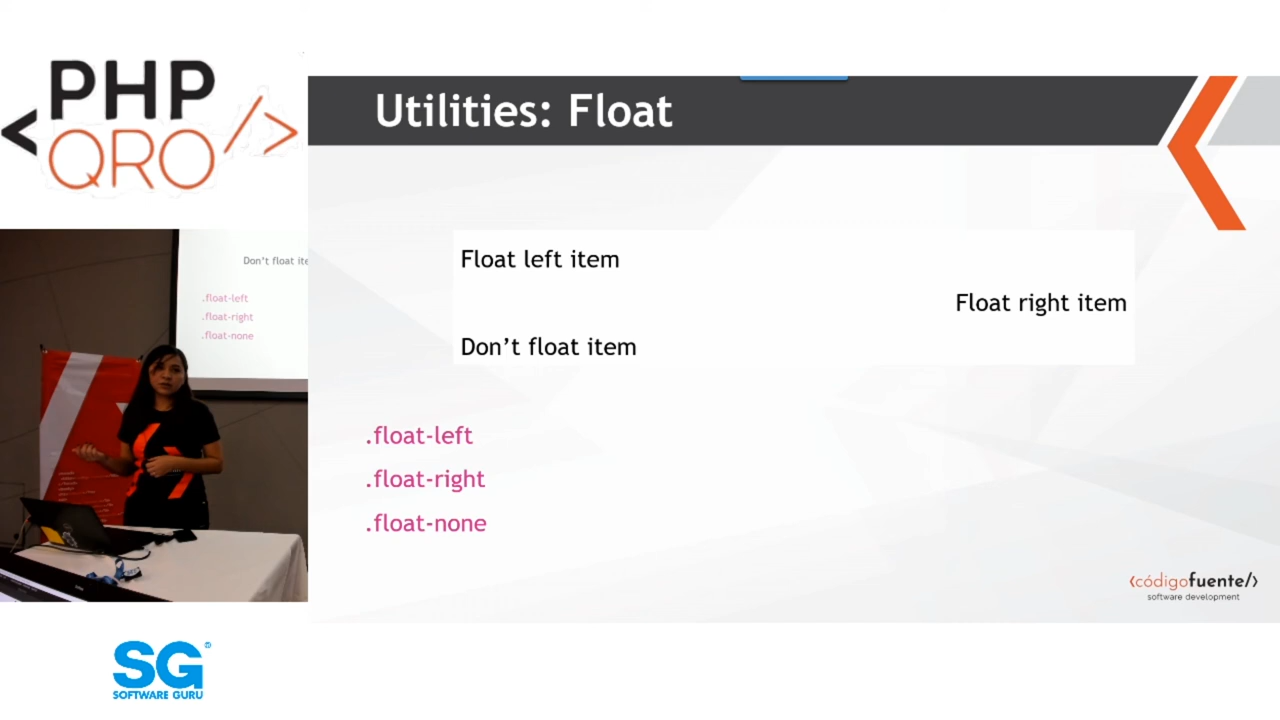 <PHP
QRO/>
Utilities: Float
Float left item
Float right item
Don't float item
.float-left
.float-right
.float-none
Don't float ite
.float-left
.float-right
.float-none
<códigofuente/>
software development
SG®
SOFTWARE GURU